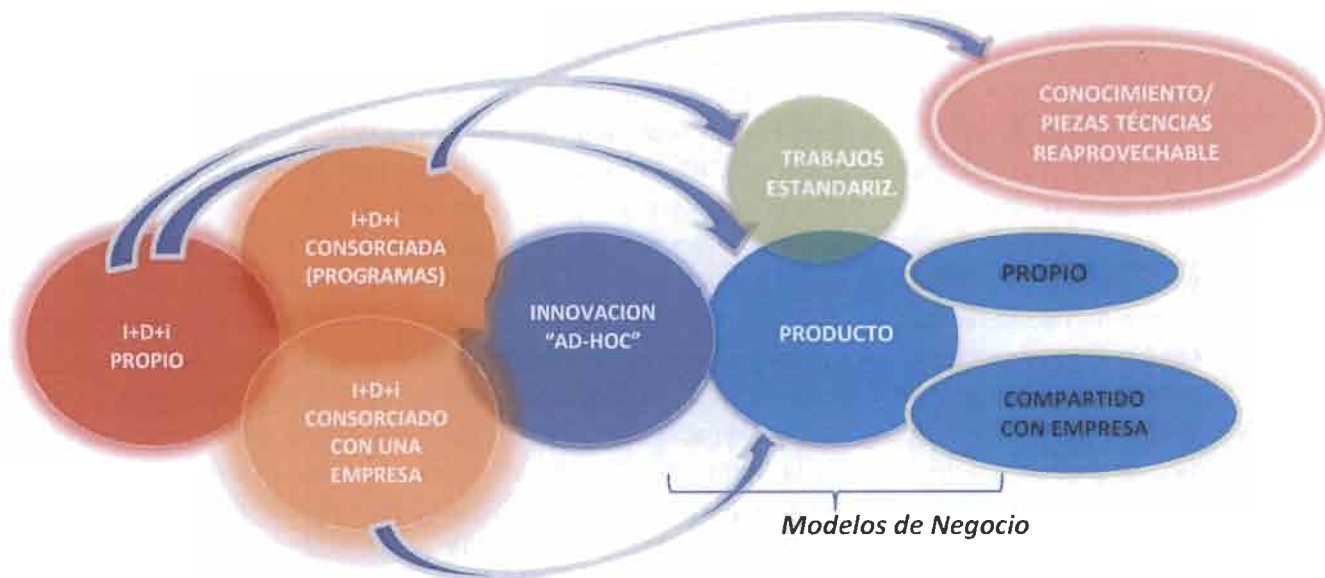 CONOCIMIENTO/
PIEZAS TÉCNCIAS
REAPROVECHABLE
TRABAJOS
ESTANDARIZ.
I+D+i
CONSORCIADA
(PROGRAMAS)
I+D+i
PROPIO
INNOVACION
"AD-HOC"
PRODUCTO
PROPIO
I+D+i
CONSORCIADO
CON UNA
EMPRESA
COMPARTIDO
CON EMPRESA
Modelos de Negocio